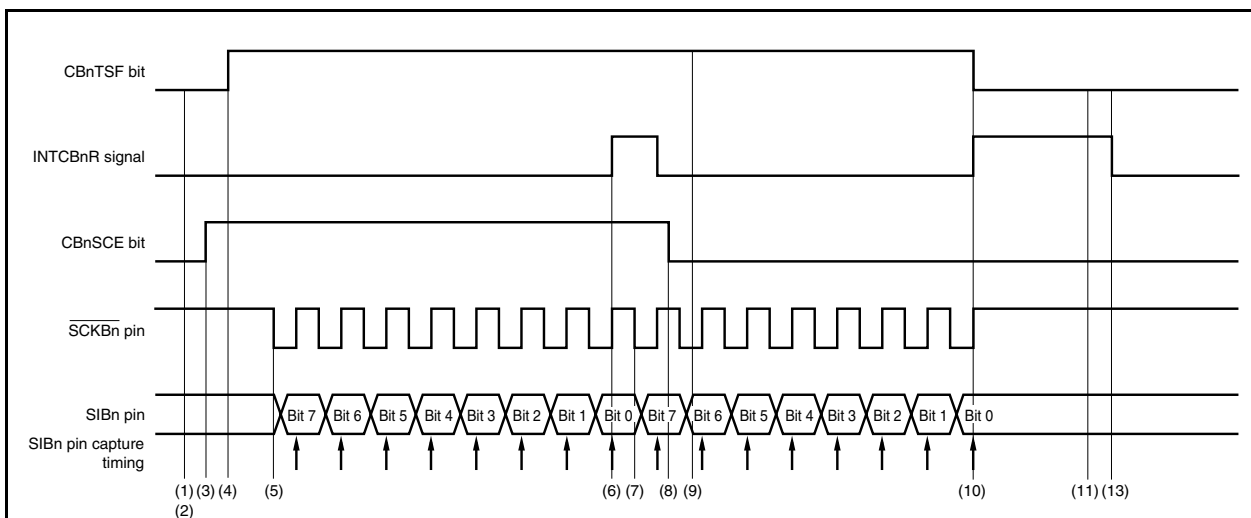 CBnTSF bit
INTCBnR signal
CBnSCE bit
SCKBn pin
SIBn pin
Bit 7 Bit 6 Bit 5 Bit 4 Bit 3 Bit 2 Bit 1 Bit 0 Bit 7 Bit 6 Bit 5 Bit 4 Bit 3 Bit 2 Bit 1 Bit 0
SIBn pin capture
timing
(1) (3) (4) (5) (6) (7) (8) (9) (10) (11) (13)
(2)